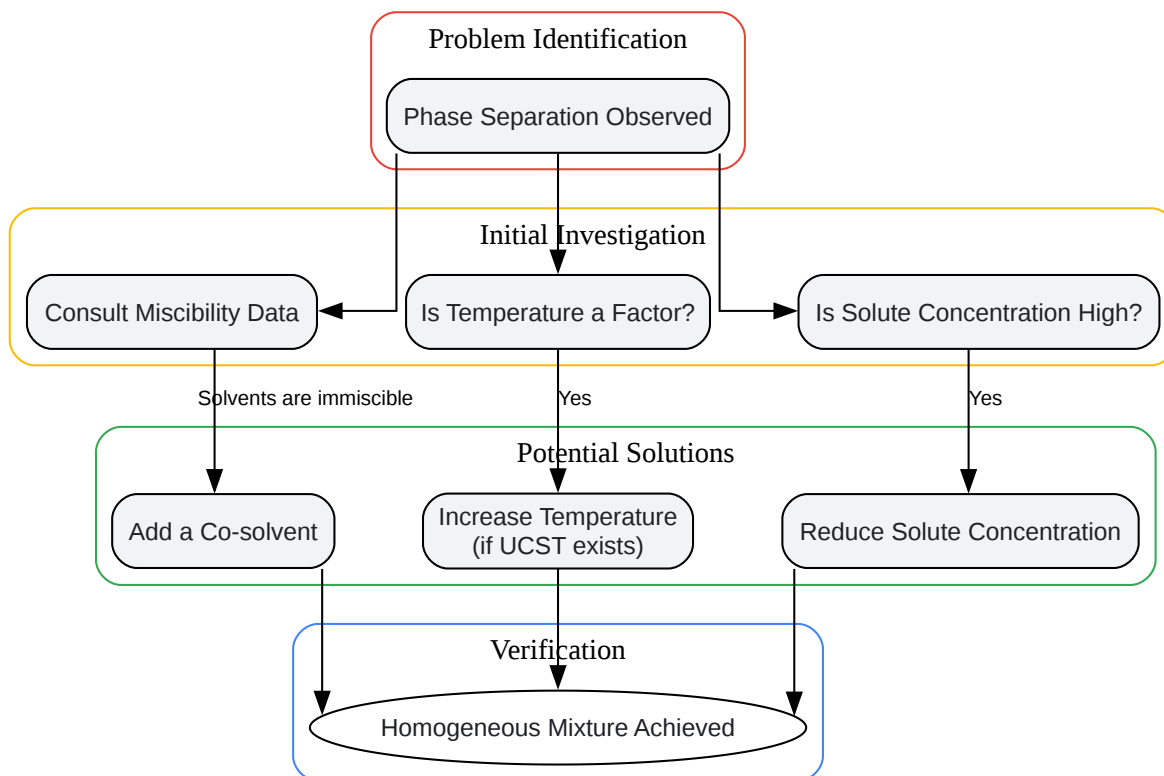 Problem Identification
Phase Separation Observed
Initial Investigation
Consult Miscibility Data
Is Temperature a Factor?
Is Solute Concentration High?
Solvents are immiscible
Yes
Yes
Potential Solutions
Add a Co-solvent
Increase Temperature
(if UCST exists)
Reduce Solute Concentration
Verification
Homogeneous Mixture Achieved